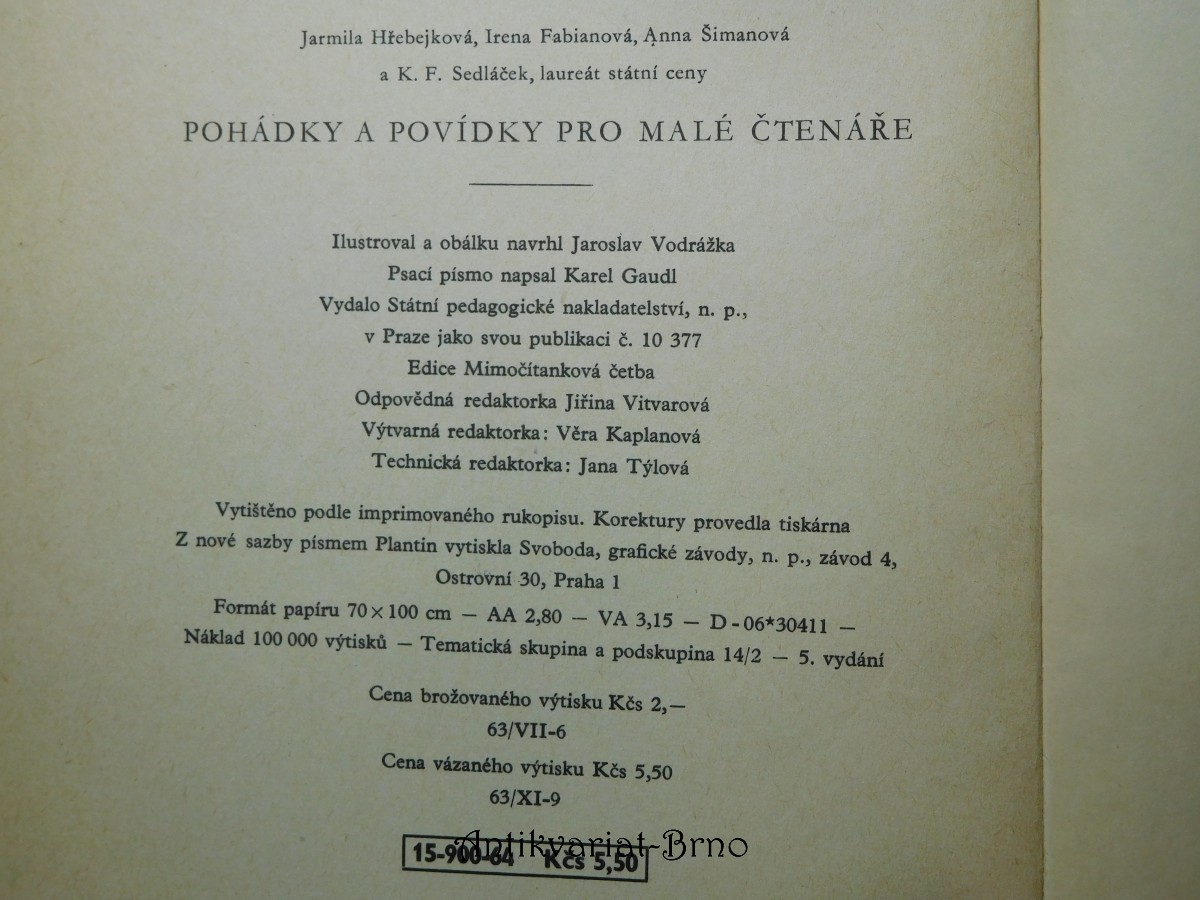 Jarmila Hřebejková, Irena Fabianová, Anna Šimanová
a K. F. Sedláček, laureát státní ceny
POHÁDKY A POVÍDKY PRO MALÉ ČTENÁŘE
Ilustroval a obálku navrhl Jaroslav Vodrážka
Psací písmo napsal Karel Gaudl
Vydalo Státní pedagogické nakladatelství, n. p.,
v Praze jako svou publikaci č. 10 377
Edice Mimočítanková četba
Odpovědná redaktorka Jiřina Vitvarová
Výtvarná redaktorka: Věra Kaplanová
Technická redaktorka: Jana Týlová
Vytištěno podle imprimovaného rukopisu. Korektury provedla tiskárna
Z nové sazby písmem Plantin vytiskla Svoboda, grafické závody, n. p., závod 4,
Ostrovní 30, Praha 1
Formát papíru 70 × 100 cm — AA 2,80 — VA 3,15 — D - 06*30411 —
Náklad 100 000 výtisků — Tematická skupina a podskupina 14/2 — 5. vydání
Cena brožovaného výtisku Kčs 2,—
63/VII-6
Cena vázaného výtisku Kčs 5,50
63/XI-9
Antikvariat-Brno
15-900-64 Kčs 5,50